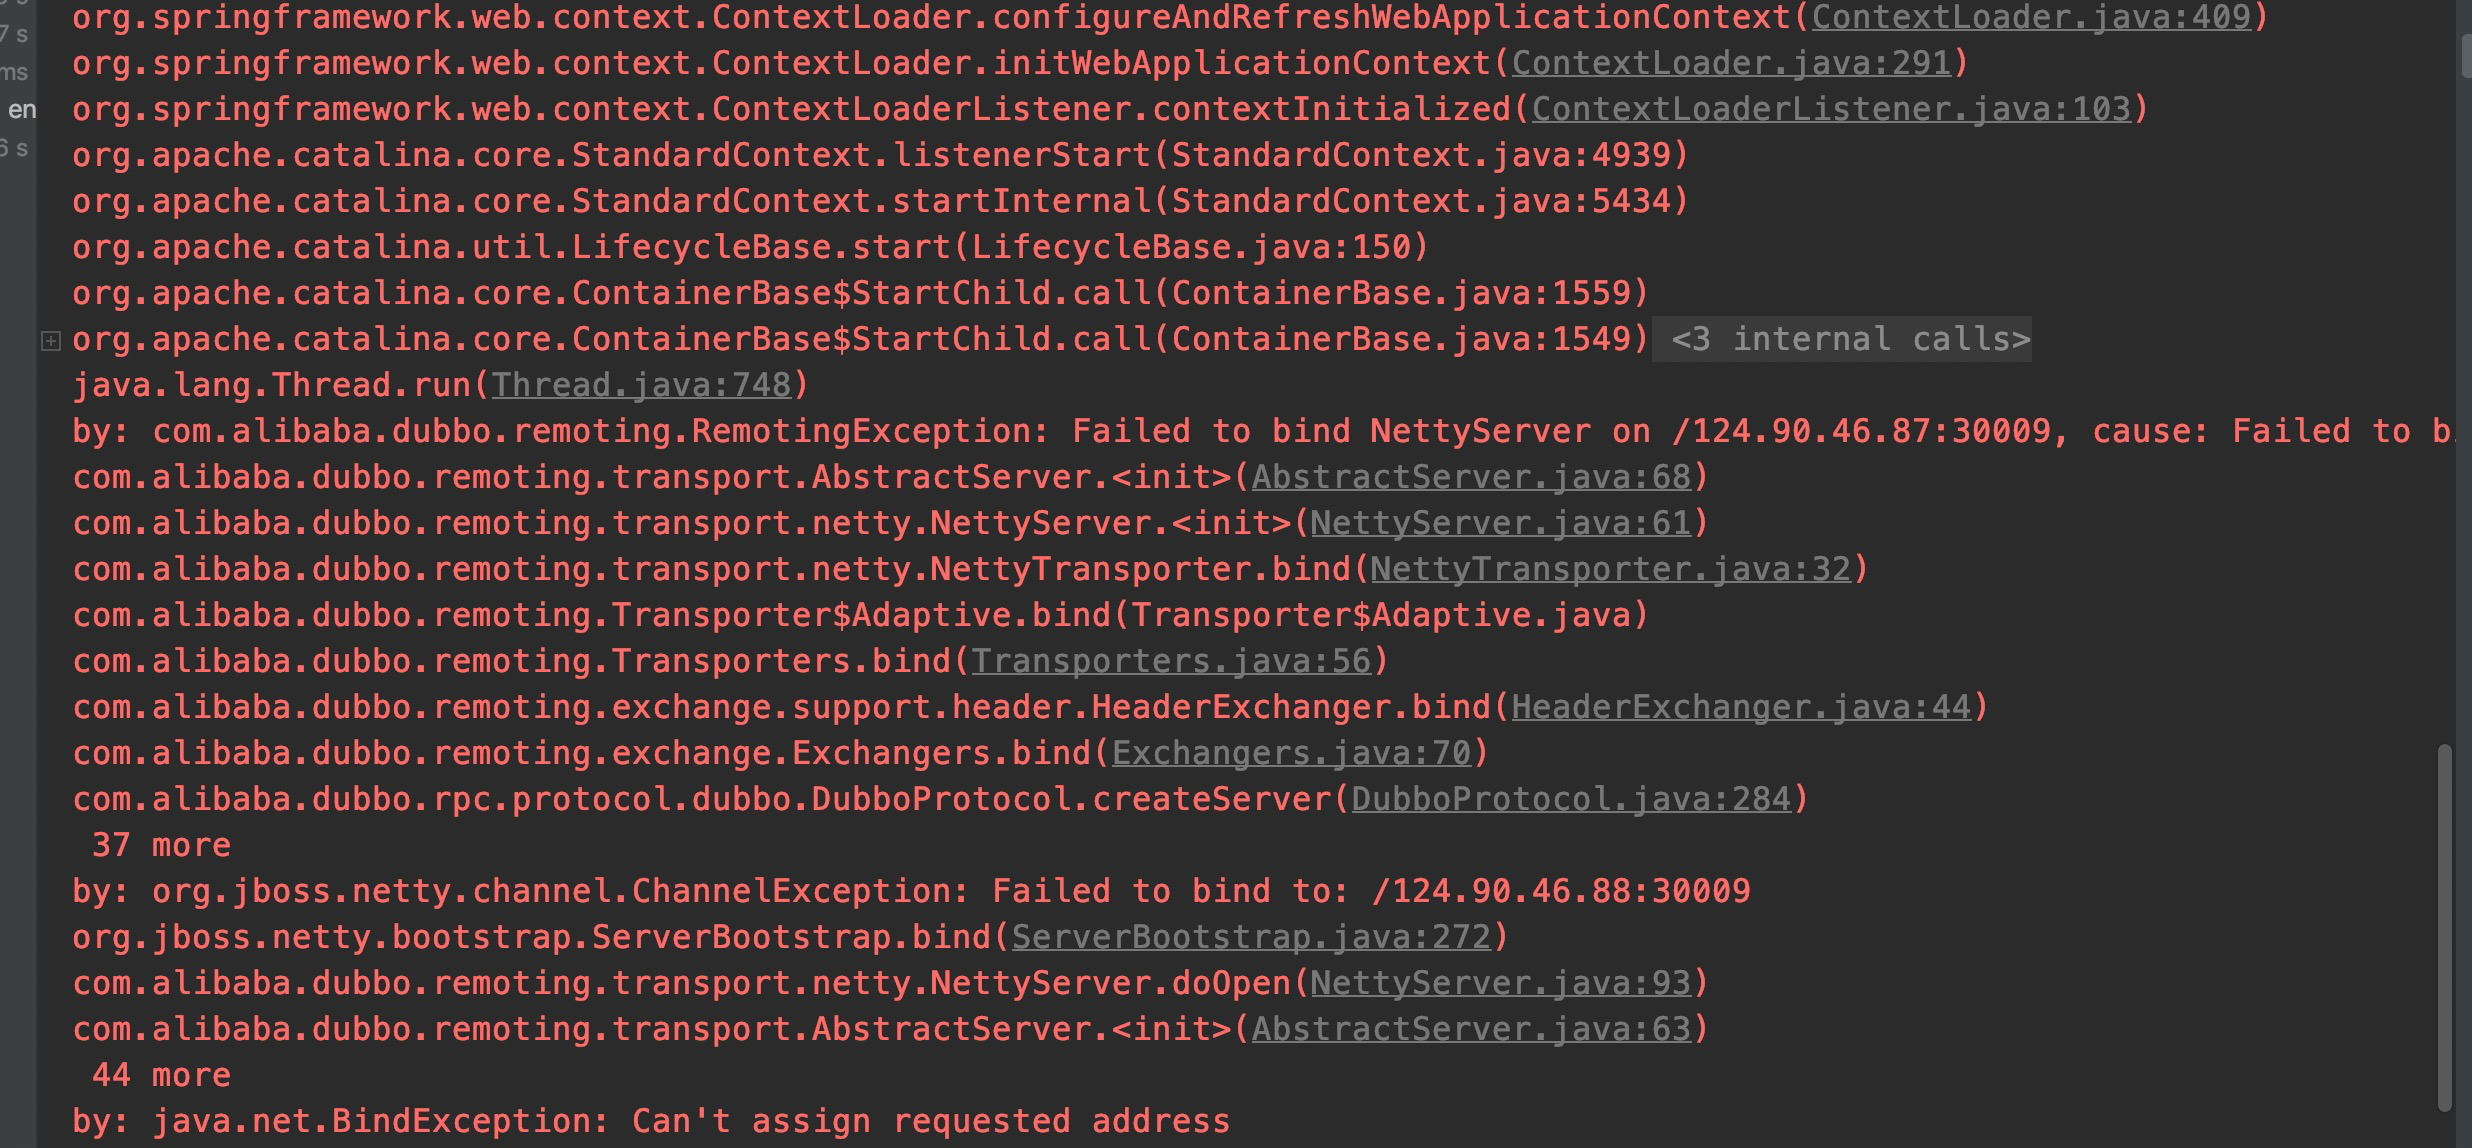 org.springframework.web.context.ContextLoader.configureAndRefreshWebApplicationContext(ContextLoader.java:409)
7 s
org.springframework.web.context.ContextLoader.initWebApplicationContext(ContextLoader.java:291)
ms
org.springframework.web.context.ContextLoaderListener.contextInitialized(ContextLoaderListener.java:103)
en
org.apache.catalina.core.StandardContext.listenerStart(StandardContext.java:4939)
6 s
org.apache.catalina.core.StandardContext.startInternal(StandardContext.java:5434)
org.apache.catalina.util.LifecycleBase.start(LifecycleBase.java:150)
org.apache.catalina.core.ContainerBase$StartChild.call(ContainerBase.java:1559)
org.apache.catalina.core.ContainerBase$StartChild.call(ContainerBase.java:1549) <3 internal calls>
java.lang.Thread.run(Thread.java:748)
by: com.alibaba.dubbo.remoting.RemotingException: Failed to bind NettyServer on /124.90.46.87:30009, cause: Failed to b
com.alibaba.dubbo.remoting.transport.AbstractServer.<init>(AbstractServer.java:68)
com.alibaba.dubbo.remoting.transport.netty.NettyServer.<init>(NettyServer.java:61)
com.alibaba.dubbo.remoting.transport.netty.NettyTransporter.bind(NettyTransporter.java:32)
com.alibaba.dubbo.remoting.Transporter$Adaptive.bind(Transporter$Adaptive.java)
com.alibaba.dubbo.remoting.Transporters.bind(Transporters.java:56)
com.alibaba.dubbo.remoting.exchange.support.header.HeaderExchanger.bind(HeaderExchanger.java:44)
com.alibaba.dubbo.remoting.exchange.Exchangers.bind(Exchangers.java:70)
com.alibaba.dubbo.rpc.protocol.dubbo.DubboProtocol.createServer(DubboProtocol.java:284)
37 more
by: org.jboss.netty.channel.ChannelException: Failed to bind to: /124.90.46.88:30009
org.jboss.netty.bootstrap.ServerBootstrap.bind(ServerBootstrap.java:272)
com.alibaba.dubbo.remoting.transport.netty.NettyServer.doOpen(NettyServer.java:93)
com.alibaba.dubbo.remoting.transport.AbstractServer.<init>(AbstractServer.java:63)
44 more
by: java.net.BindException: Can't assign requested address